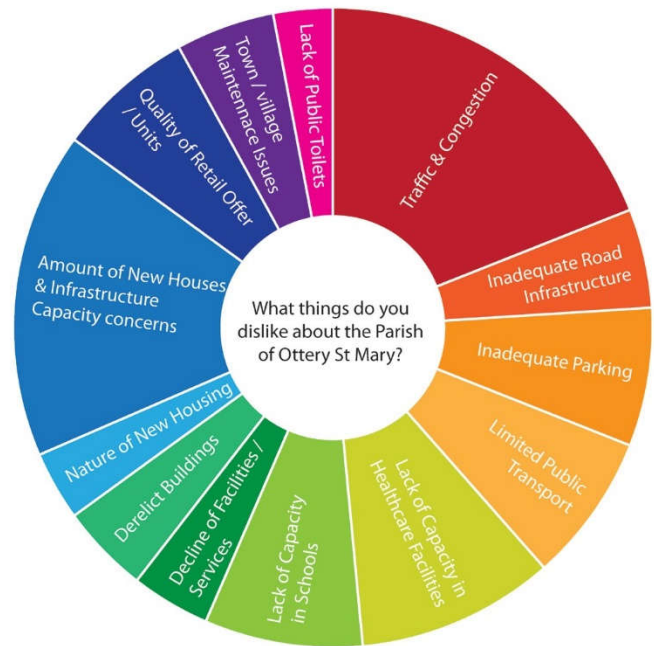 What things do you
dislike about the Parish
of Ottery St Mary?
Traffic & Congestion
Inadequate Road
Infrastructure
Inadequate Parking
Limited Public
Transport
Lack of Capacity in
Healthcare Facilities
Lack of Capacity
in Schools
Decline of Facilities /
Services
Derelict Buildings
Nature of New Housing
Amount of New Houses
& Infrastructure
Capacity concerns
Quality of Retail Offer
/ Units
Town / village
Maintennace Issues
Lack of Public Toilets